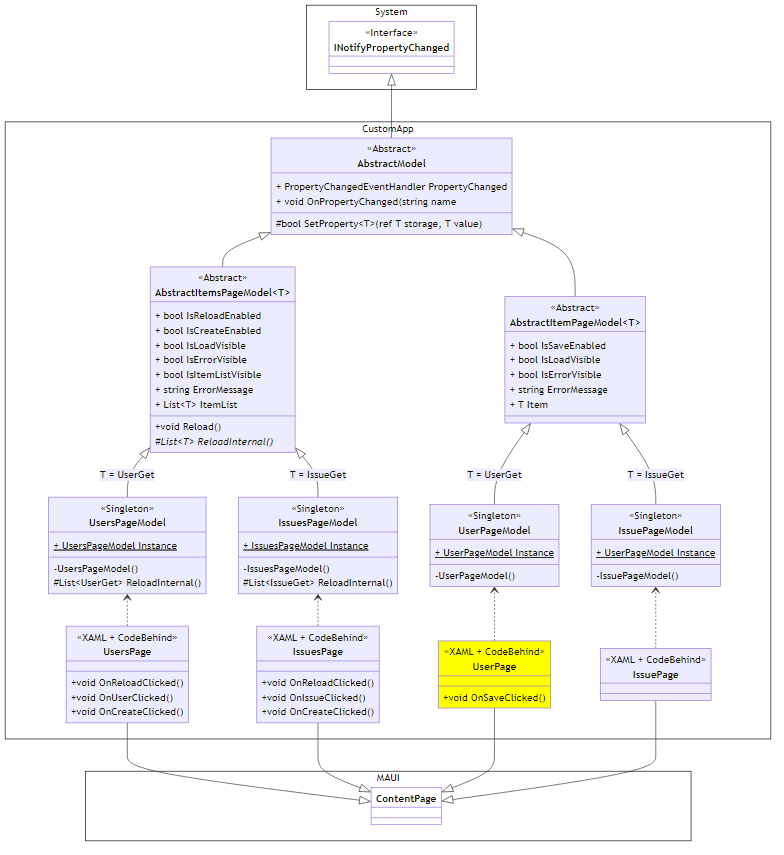 System
«Interface»
INotifyPropertyChanged
CustomApp
«Abstract»
AbstractModel
+ PropertyChangedEventHandler PropertyChanged
+ void OnPropertyChanged(string name
#bool SetProperty<T>(ref T storage, T value)
«Abstract»
AbstractItemsPageModel<T>
+ bool IsReloadEnabled
+ bool IsCreateEnabled
+ bool IsLoadVisible
+ bool IsErrorVisible
+ bool IsItemListVisible
+ string ErrorMessage
+ List<T> ItemList
+void Reload()
#List<T> ReloadInternal()
«Abstract»
AbstractItemPageModel<T>
+ bool IsSaveEnabled
+ bool IsLoadVisible
+ bool IsErrorVisible
+ string ErrorMessage
+ T Item
T = UserGet
T = IssueGet
T = UserGet
T = IssueGet
«Singleton»
UsersPageModel
+ UsersPageModel Instance
-UsersPageModel()
#List<UserGet> ReloadInternal()
«Singleton»
IssuesPageModel
+ IssuesPageModel Instance
-IssuesPageModel()
#List<IssueGet> ReloadInternal()
«Singleton»
UserPageModel
+ UserPageModel Instance
-UserPageModel()
«Singleton»
IssuePageModel
+ UserPageModel Instance
-IssuePageModel()
«XAML + CodeBehind»
UsersPage
+void OnReloadClicked()
+void OnUserClicked()
+void OnCreateClicked()
«XAML + CodeBehind»
IssuesPage
+void OnReloadClicked()
+void OnIssueClicked()
+void OnCreateClicked()
«XAML + CodeBehind»
UserPage
+void OnSaveClicked()
«XAML + CodeBehind»
IssuePage
MAUI
ContentPage